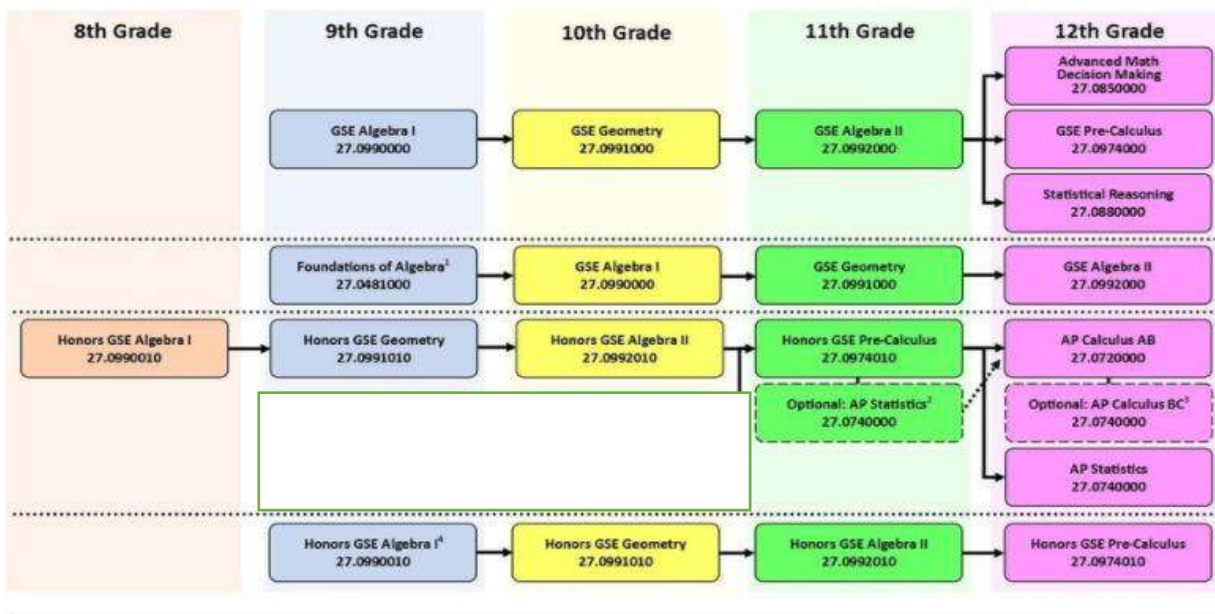 8th Grade
9th Grade
10th Grade
11th Grade
12th Grade
Advanced Math
Decision Making
27.0850000
GSE Algebra I
27.0990000
GSE Geometry
27.0991000
GSE Algebra II
27.0992000
GSE Pre-Calculus
27.0974000
Statistical Reasoning
27.0880000
Foundations of Algebra¹
27.0481000
GSE Algebra I
27.0990000
GSE Geometry
27.0991000
GSE Algebra II
27.0992000
Honors GSE Algebra I
27.0990010
Honors GSE Geometry
27.0991010
Honors GSE Algebra II
27.0992010
Honors GSE Pre-Calculus
27.0974010
AP Calculus AB
27.0720000
Optional: AP Statistics²
27.0740000
Optional: AP Calculus BC³
27.0740000
AP Statistics
27.0740000
Honors GSE Algebra I⁴
27.0990010
Honors GSE Geometry
27.0991010
Honors GSE Algebra II
27.0992010
Honors GSE Pre-Calculus
27.0974010